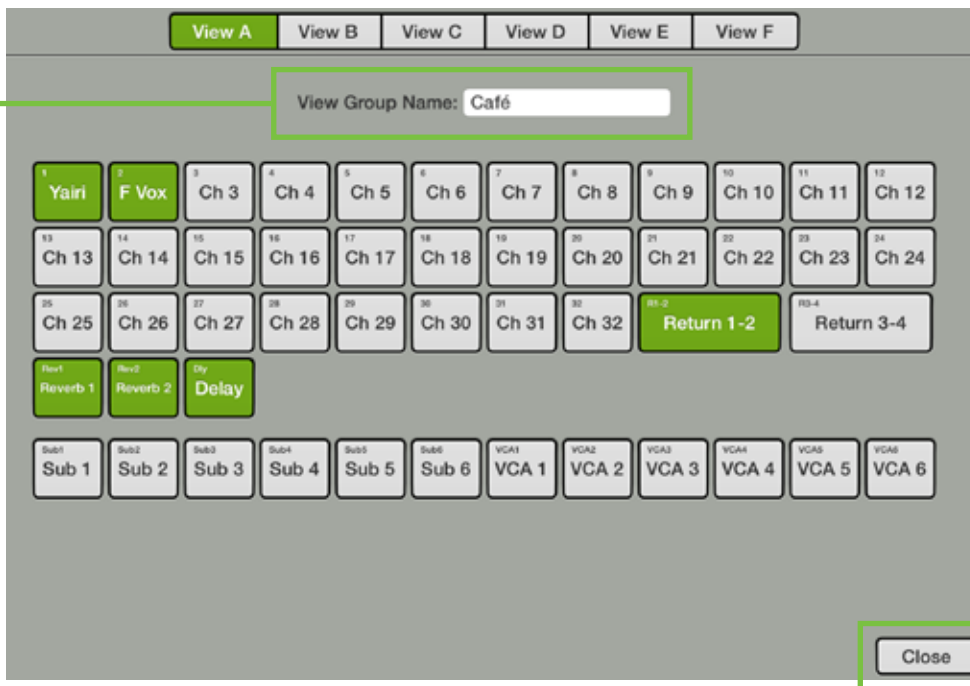 View A View B View C View D View E View F
View Group Name: Café
1 2 3 4 5 6 7 8 9 10 11 12
Yairi F Vox Ch 3 Ch 4 Ch 5 Ch 6 Ch 7 Ch 8 Ch 9 Ch 10 Ch 11 Ch 12
13 14 15 16 17 18 19 20 21 22 23 24
Ch 13 Ch 14 Ch 15 Ch 16 Ch 17 Ch 18 Ch 19 Ch 20 Ch 21 Ch 22 Ch 23 Ch 24
25 26 27 28 29 30 31 32 R1-2 R3-4
Ch 25 Ch 26 Ch 27 Ch 28 Ch 29 Ch 30 Ch 31 Ch 32 Return 1-2 Return 3-4
Rev1 Rev2 Dly
Reverb 1 Reverb 2 Delay
Sub1 Sub2 Sub3 Sub4 Sub5 Sub6 VCA1 VCA2 VCA3 VCA4 VCA5 VCA6
Sub 1 Sub 2 Sub 3 Sub 4 Sub 5 Sub 6 VCA 1 VCA 2 VCA 3 VCA 4 VCA 5 VCA 6
Close